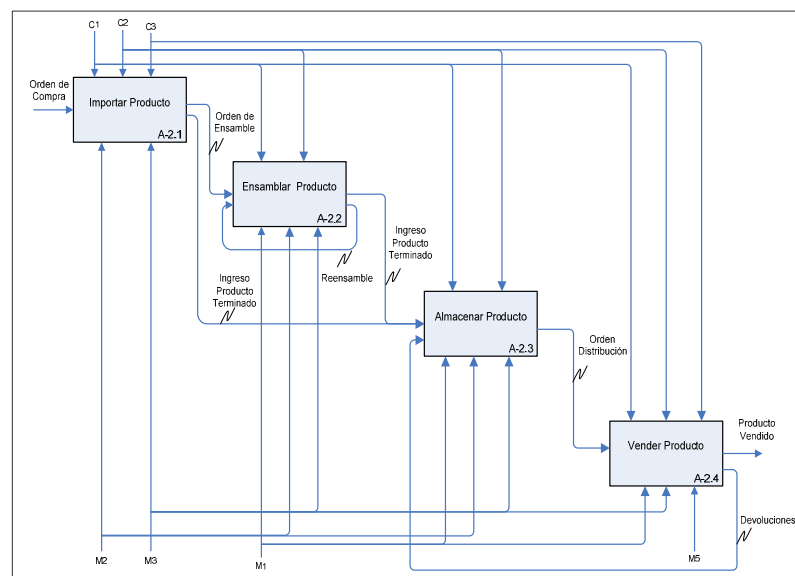 C1
C2
C3
Orden de
Compra
Importar Producto
A-2.1
Orden de
Ensamble
Ensamblar Producto
A-2.2
Ingreso
Producto
Terminado
Reensamble
Ingreso
Producto
Terminado
Almacenar Producto
A-2.3
Orden
Distribución
Producto
Vendido
Vender Producto
A-2.4
Devoluciones
M2
M3
M1
M5